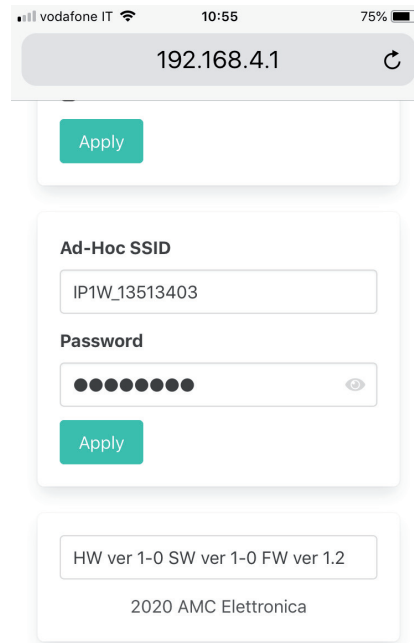 vodafone IT 10:55 75%
192.168.4.1
Apply
Ad-Hoc SSID
IP1W_13513403
Password
●●●●●●●●
Apply
HW ver 1-0 SW ver 1-0 FW ver 1.2
2020 AMC Elettronica